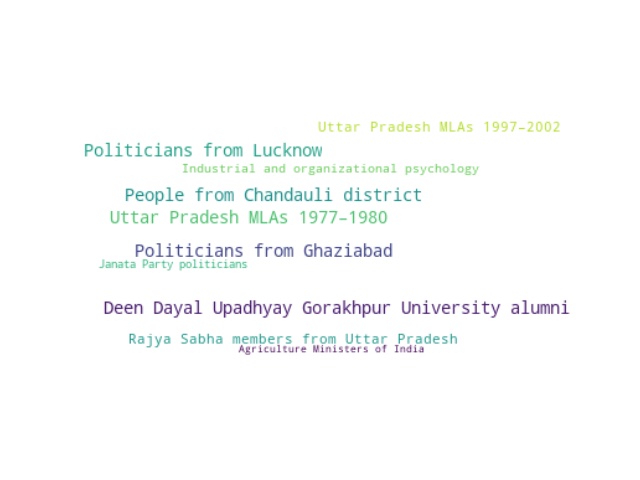 Uttar Pradesh MLAs 1997–2002
Politicians from Lucknow
Industrial and organizational psychology
People from Chandauli district
Uttar Pradesh MLAs 1977–1980
Politicians from Ghaziabad
Janata Party politicians
Deen Dayal Upadhyay Gorakhpur University alumni
Rajya Sabha members from Uttar Pradesh
Agriculture Ministers of India